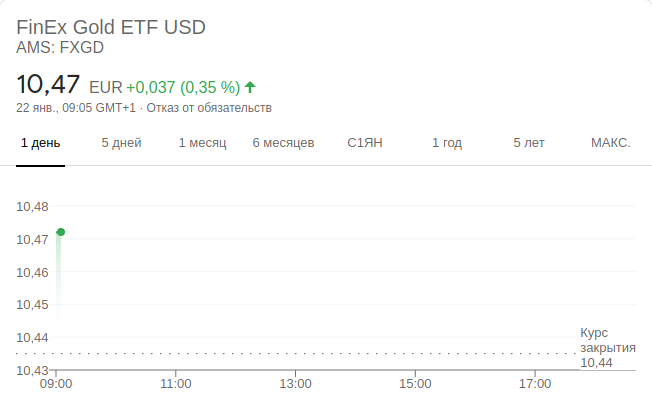 FinEx Gold ETF USD
AMS: FXGD
10,47 EUR +0,037 (0,35 %)
22 янв., 09:05 GMT+1 · Отказ от обязательств
1 день 5 дней 1 месяц 6 месяцев С1ЯН 1 год 5 лет МАКС.
10,48
10,47
10,46
10,45
10,44
10,43
Курс
закрытия
10,44
09:00 11:00 13:00 15:00 17:00